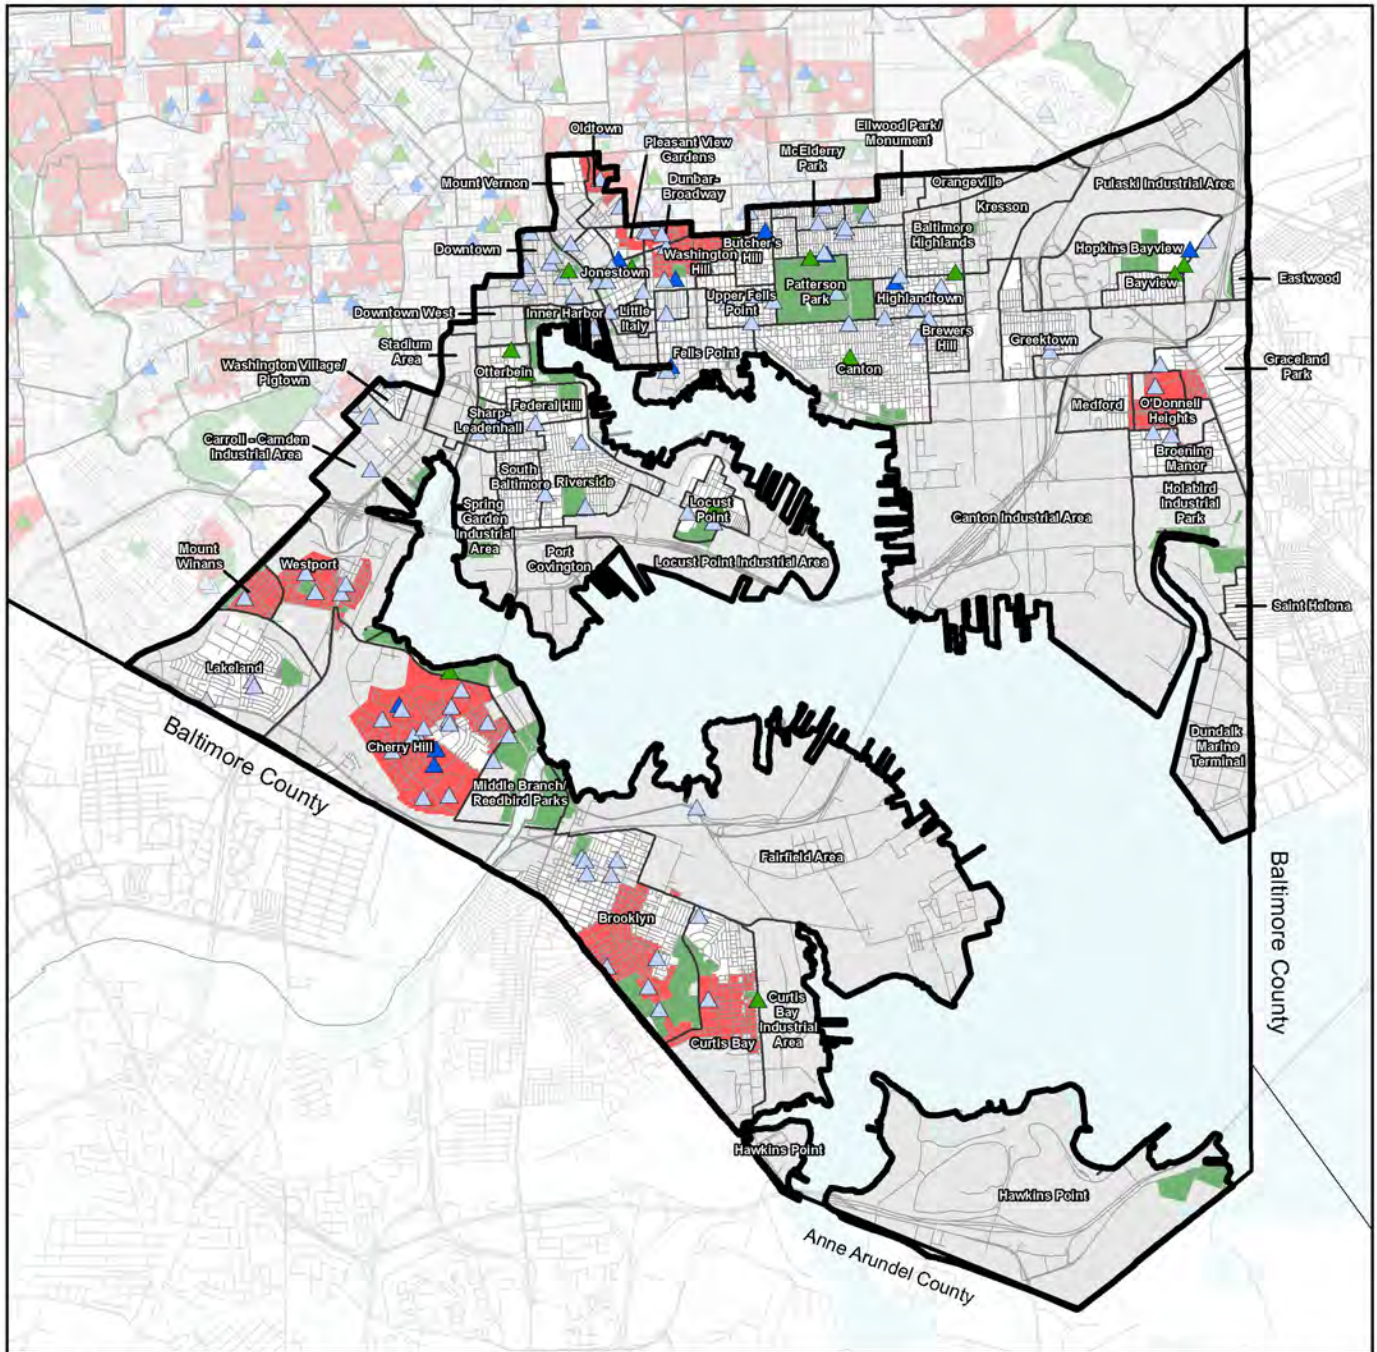 Oldtown
Pleasant View
Gardens
Ellwood Park/
Monument
McElderry
Park
Mount Vernon
Dunbar-
Broadway
Orangeville
Pulaski Industrial Area
Kresson
Downtown
Butcher's
Hill
Baltimore
Highlands
Hopkins Bayview
Washington
Hill
Jonestown
Patterson
Park
Bayview
Eastwood
Upper Fells
Point
Highlandtown
Downtown West
Inner Harbor
Little
Italy
Brewers
Hill
Greektown
Stadium
Area
Fells Point
Graceland
Park
Washington Village/
Pigtown
Otterbein
Canton
Federal Hill
Medford
O'Donnell
Heights
Sharp-
Leadenhall
Carroll - Camden
Industrial Area
Broening
Manor
South
Baltimore
Riverside
Holabird
Industrial
Park
Spring
Garden
Industrial
Area
Locust
Point
Canton Industrial Area
Mount
Winans
Westport
Port
Covington
Locust Point Industrial Area
Saint Helena
Lakeland
Baltimore County
Cherry Hill
Dundalk
Marine
Terminal
Middle Branch/
Reedbird Parks
Fairfield Area
Baltimore County
Brooklyn
Curtis
Bay
Industrial
Area
Curtis Bay
Hawkins Point
Hawkins Point
Anne Arundel County